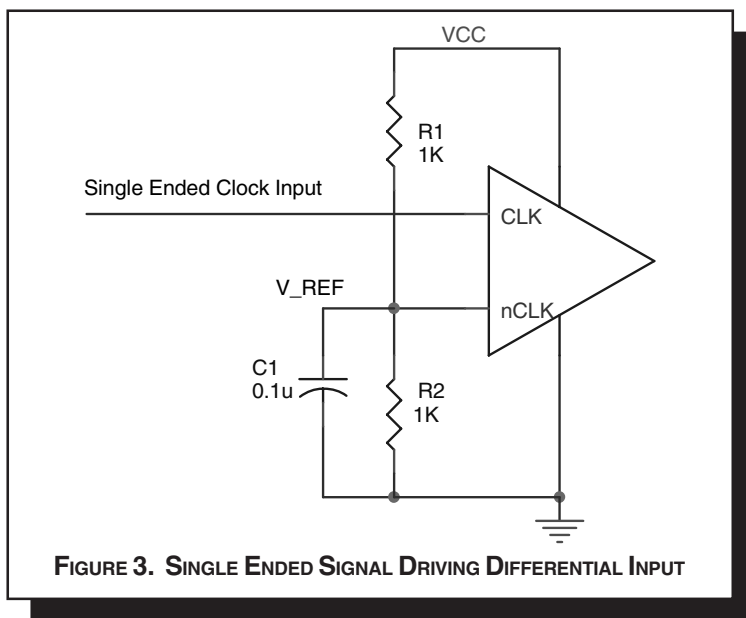 VCC
R1
1K
Single Ended Clock Input
CLK
V_REF
nCLK
C1
0.1u
R2
1K
FIGURE 3. SINGLE ENDED SIGNAL DRIVING DIFFERENTIAL INPUT